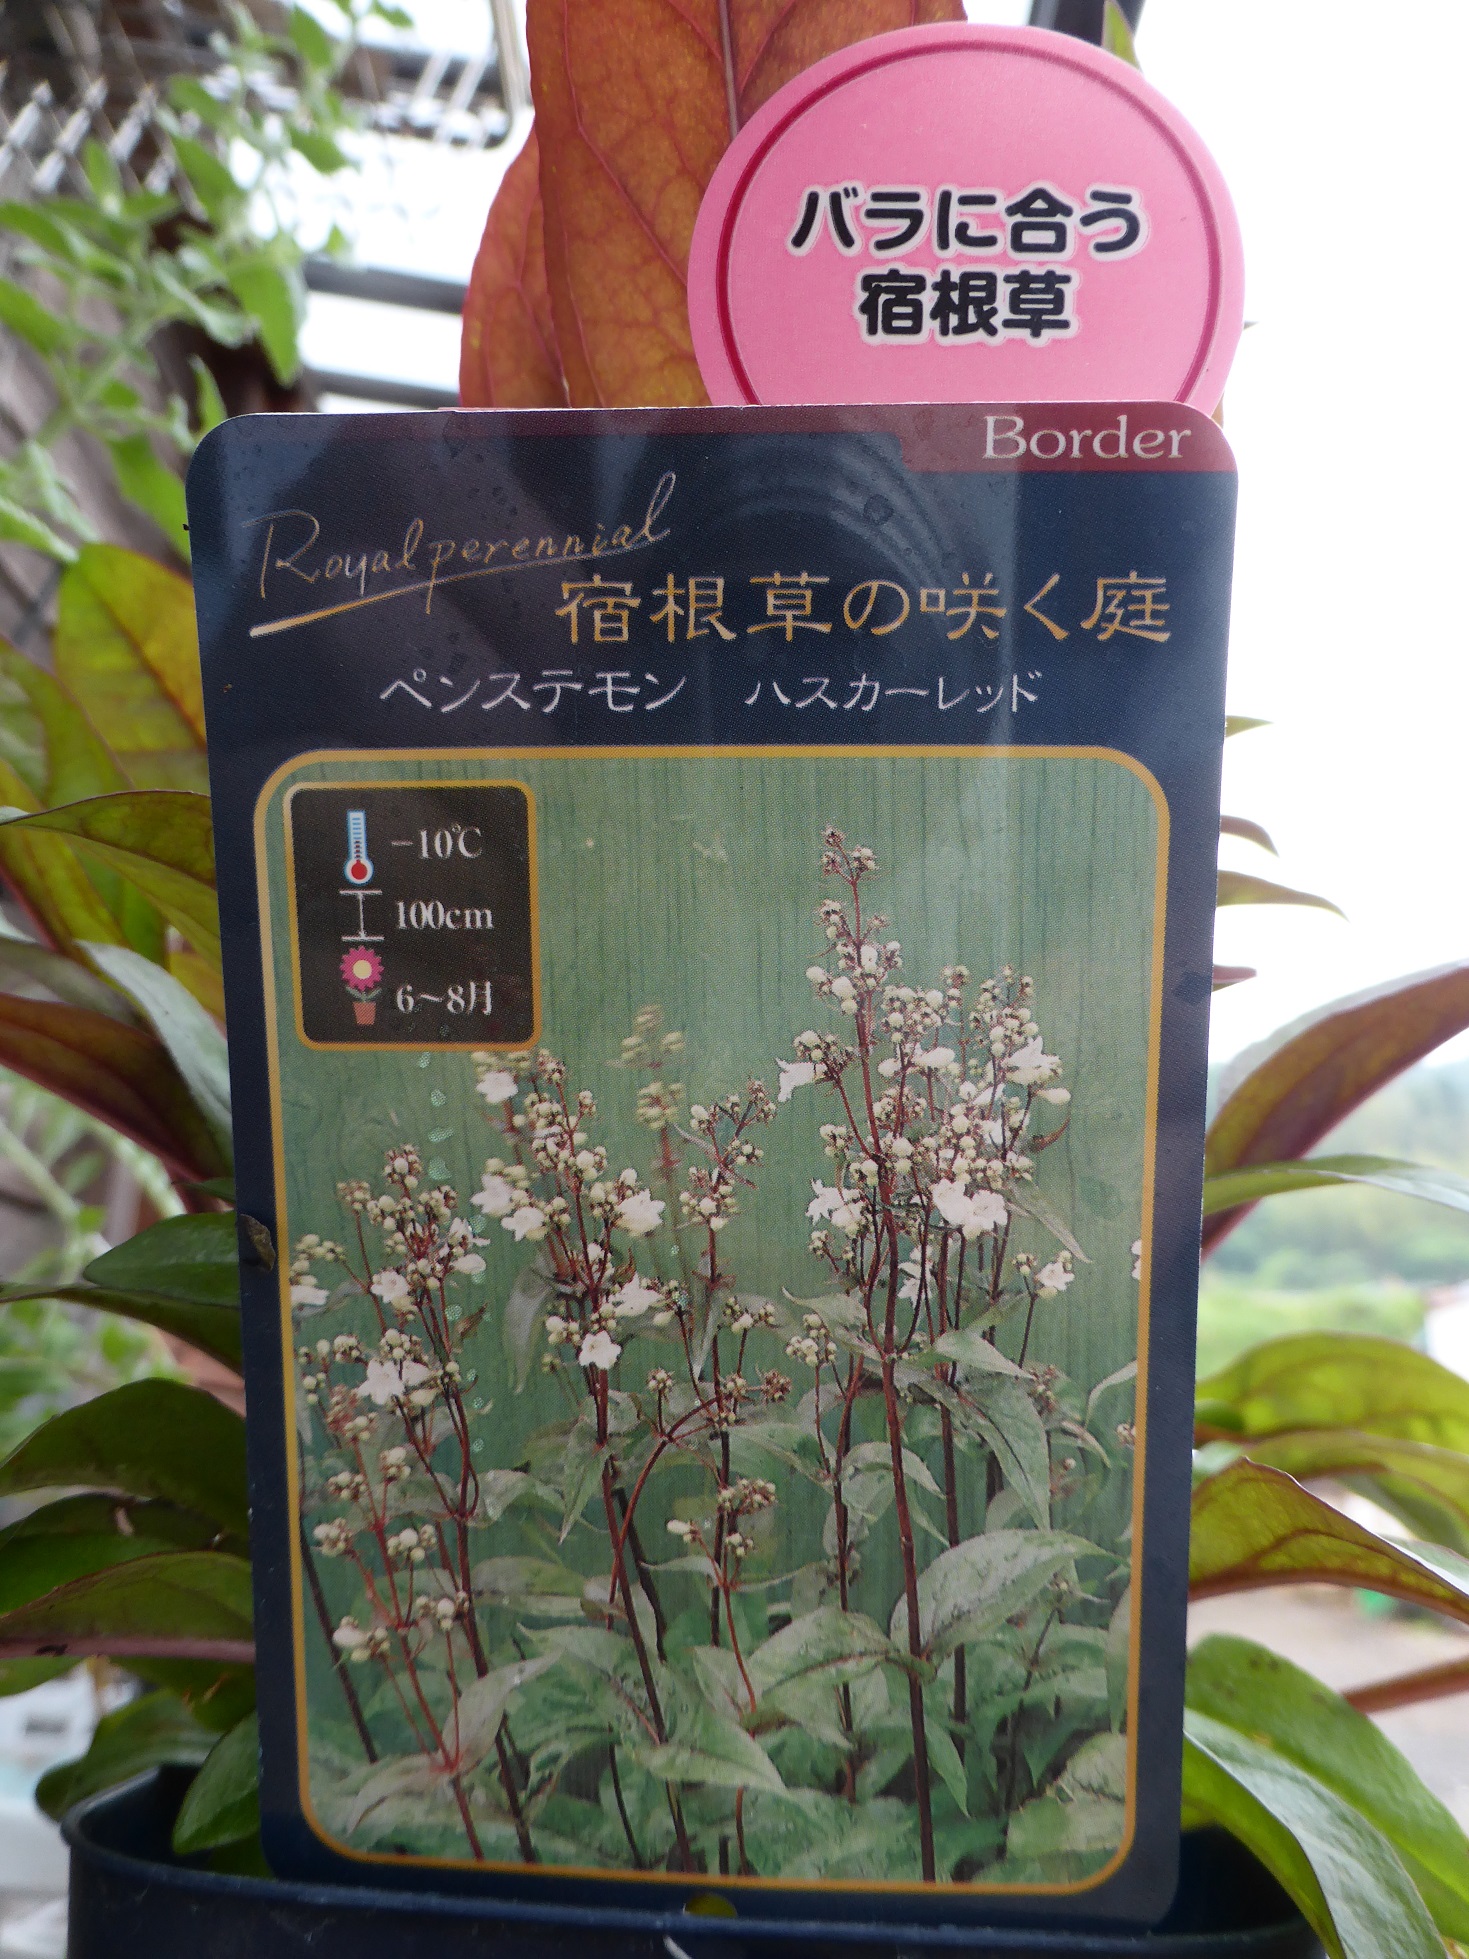 バラに合う
宿根草
Border
Royal perennial
宿根草の咲く庭
ペンステモン ハスカーレッド
-10℃
100cm
6〜8月